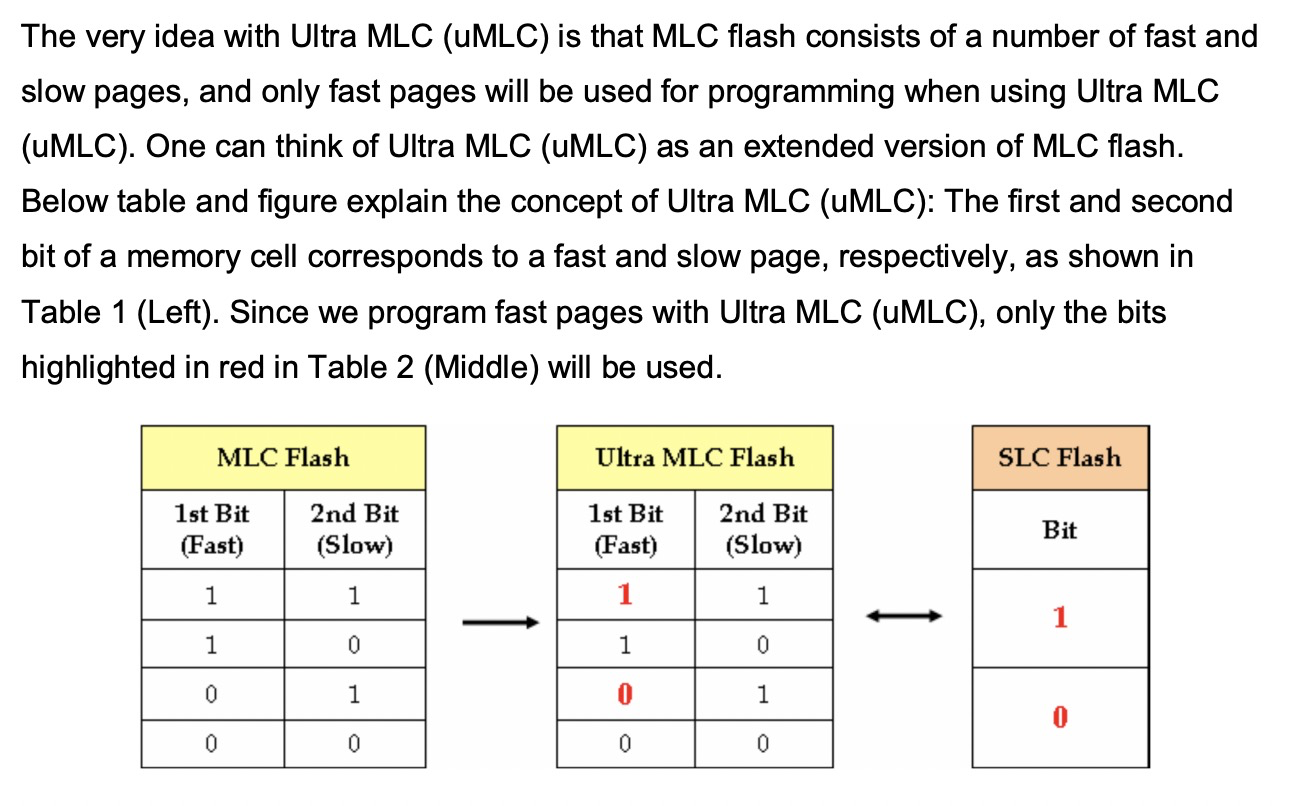 The very idea with Ultra MLC (uMLC) is that MLC flash consists of a number of fast and
slow pages, and only fast pages will be used for programming when using Ultra MLC
(uMLC). One can think of Ultra MLC (uMLC) as an extended version of MLC flash.
Below table and figure explain the concept of Ultra MLC (uMLC): The first and second
bit of a memory cell corresponds to a fast and slow page, respectively, as shown in
Table 1 (Left). Since we program fast pages with Ultra MLC (uMLC), only the bits
highlighted in red in Table 2 (Middle) will be used.
MLC Flash
1st Bit 2nd Bit
(Fast) (Slow)
1 1
1 0
0 1
0 0
Ultra MLC Flash
1st Bit 2nd Bit
(Fast) (Slow)
1 1
1 0
0 1
0 0
SLC Flash
Bit
1
0